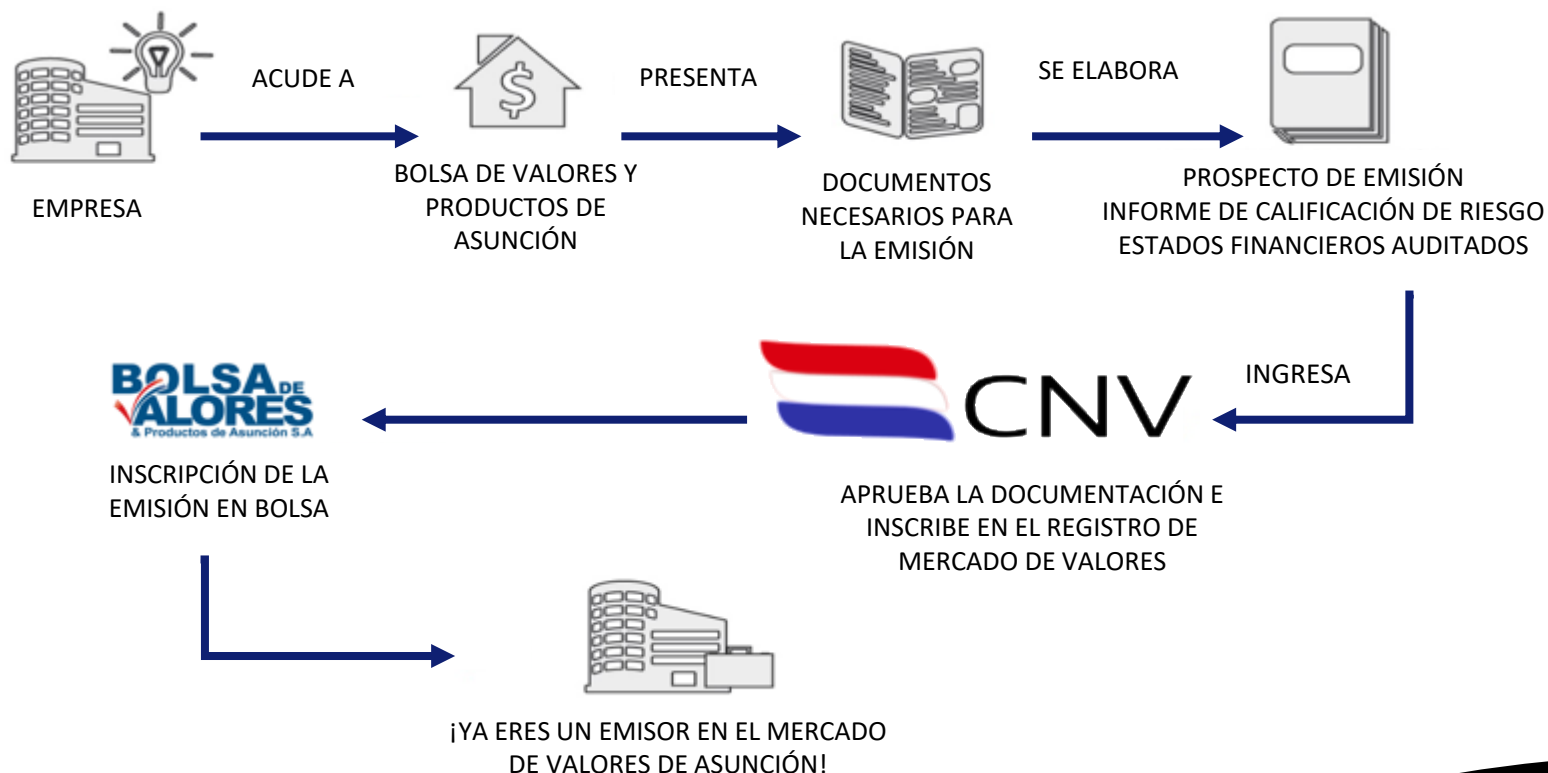 EMPRESA
ACUDE A
BOLSA DE VALORES Y
PRODUCTOS DE
ASUNCIÓN
PRESENTA
DOCUMENTOS
NECESARIOS PARA
LA EMISIÓN
SE ELABORA
PROSPECTO DE EMISIÓN
INFORME DE CALIFICACIÓN DE RIESGO
ESTADOS FINANCIEROS AUDITADOS
INGRESA
CNV
APRUEBA LA DOCUMENTACIÓN E
INSCRIBE EN EL REGISTRO DE
MERCADO DE VALORES
BOLSA DE
VALORES
& Productos de Asunción S.A
INSCRIPCIÓN DE LA
EMISIÓN EN BOLSA
¡YA ERES UN EMISOR EN EL MERCADO
DE VALORES DE ASUNCIÓN!